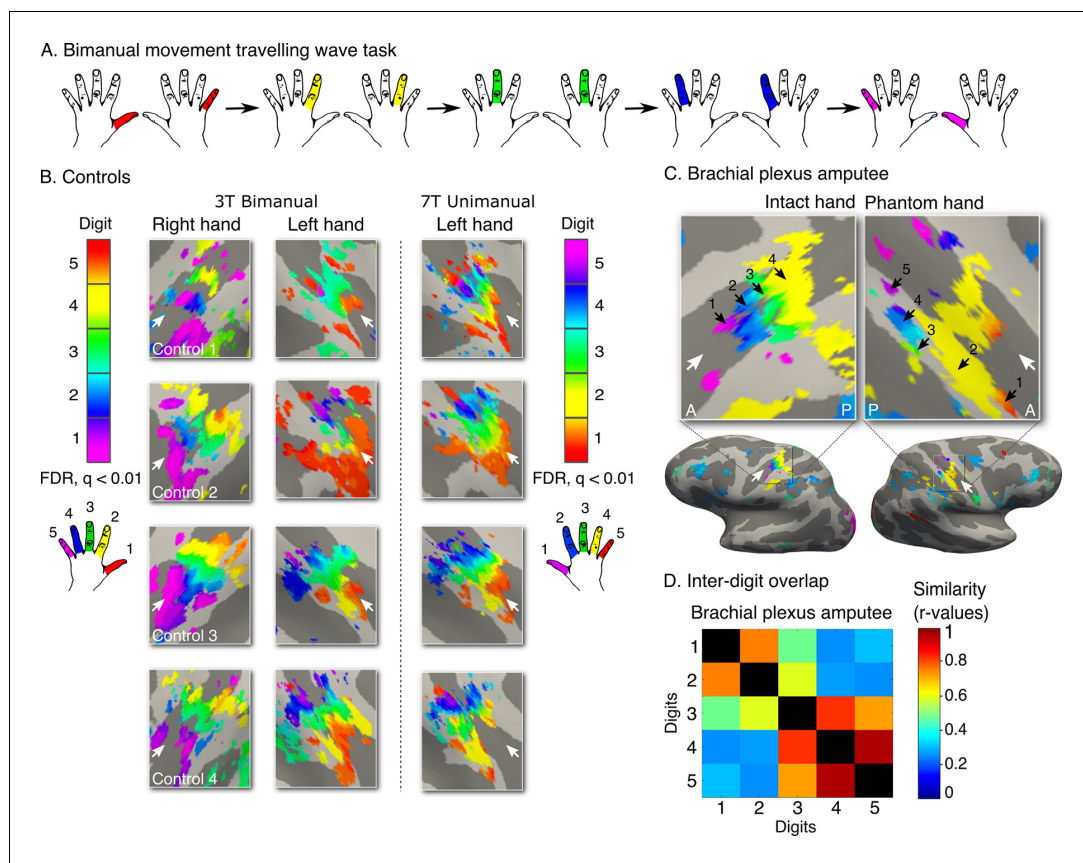 A. Bimanual movement travelling wave task
B. Controls
3T Bimanual
7T Unimanual
Digit
Right hand
Left hand
Left hand
Digit
5
4
3
2
1
FDR, q < 0.01
5
4
3
2
1
Control 1
Control 2
Control 3
Control 4
5
4
3
2
1
FDR, q < 0.01
1
2
3
4
5
C. Brachial plexus amputee
Intact hand
Phantom hand
1
2
3
4
A
P
5
4
3
2
1
P
A
D. Inter-digit overlap
Brachial plexus amputee
Similarity
(r-values)
Digits
1
2
3
4
5
1 2 3 4 5
Digits
1
0.8
0.6
0.4
0.2
0